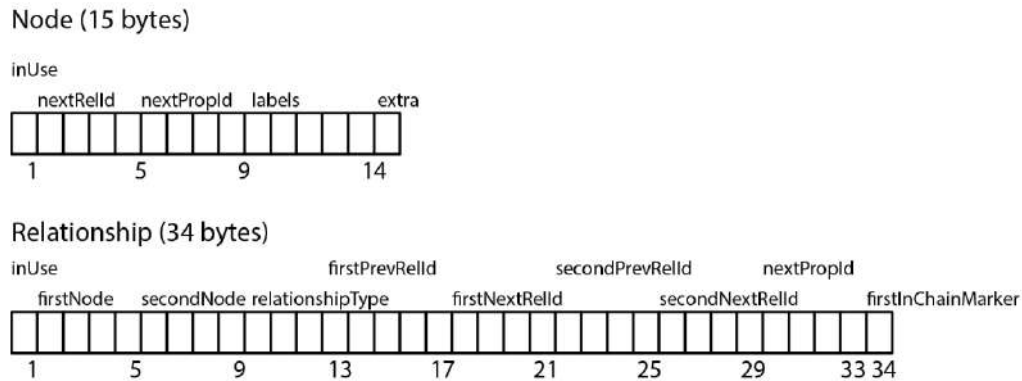 Node (15 bytes)
inUse
nextRelId nextPropId labels extra
1 5 9 14
Relationship (34 bytes)
inUse firstPrevRelId secondPrevRelId nextPropId
firstNode secondNode relationshipType firstNextRelId secondNextRelId firstInChainMarker
1 5 9 13 17 21 25 29 33 34